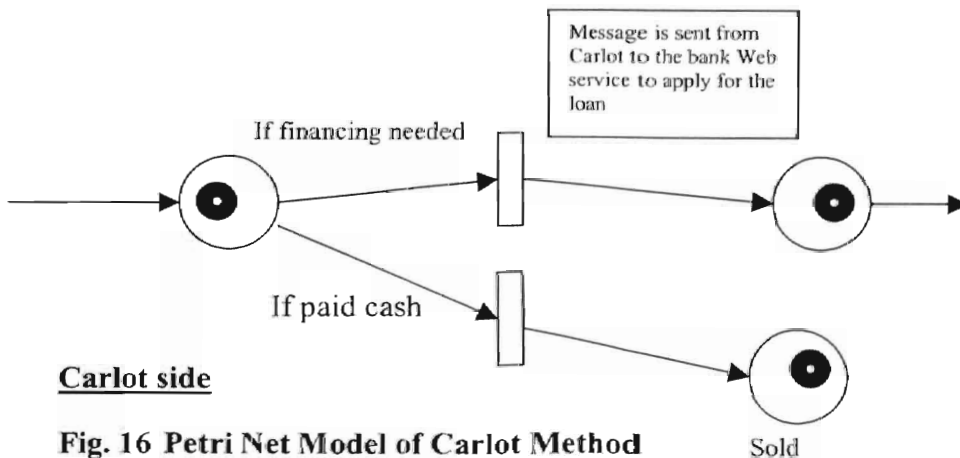 Message is sent from
Carlot to the bank Web
service to apply for the
loan
If financing needed
If paid cash
Carlot side
Fig. 16 Petri Net Model of Carlot Method
Sold